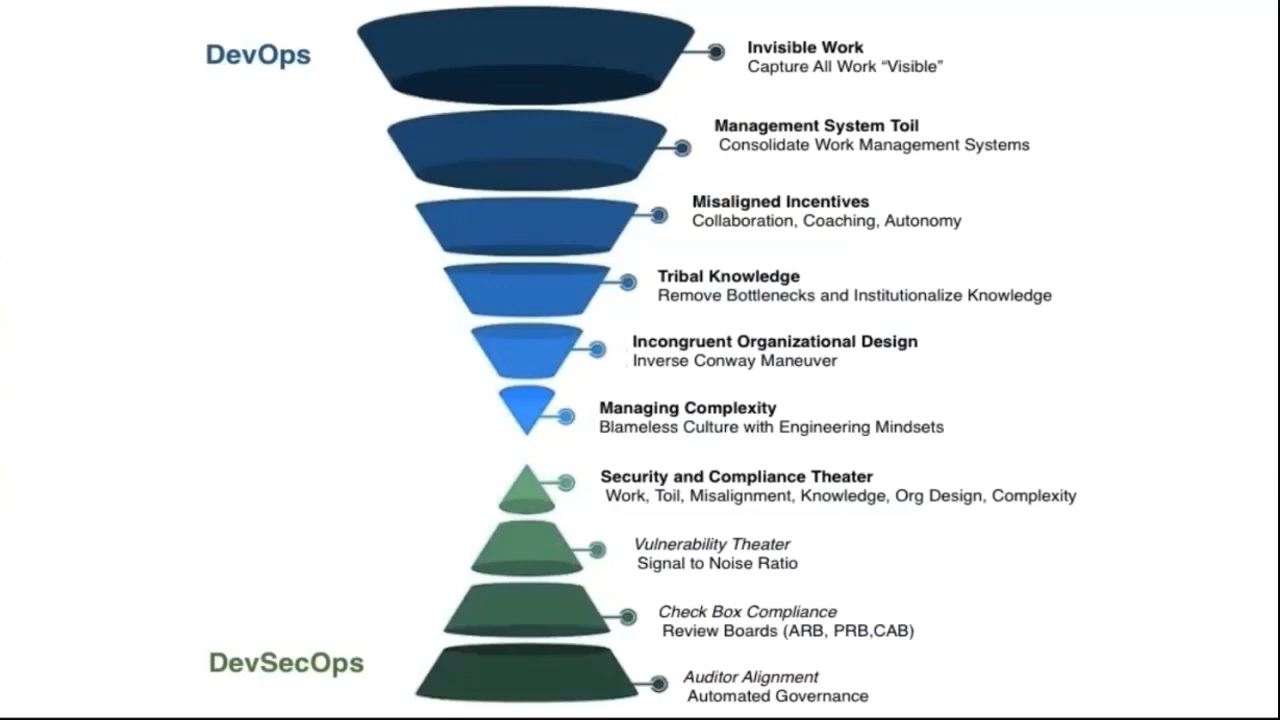 DevOps
Invisible Work
Capture All Work “Visible”
Management System Toil
Consolidate Work Management Systems
Misaligned Incentives
Collaboration, Coaching, Autonomy
Tribal Knowledge
Remove Bottlenecks and Institutionalize Knowledge
Incongruent Organizational Design
Inverse Conway Maneuver
Managing Complexity
Blameless Culture with Engineering Mindsets
Security and Compliance Theater
Work, Toil, Misalignment, Knowledge, Org Design, Complexity
Vulnerability Theater
Signal to Noise Ratio
Check Box Compliance
Review Boards (ARB, PRB,CAB)
DevSecOps
Auditor Alignment
Automated Governance